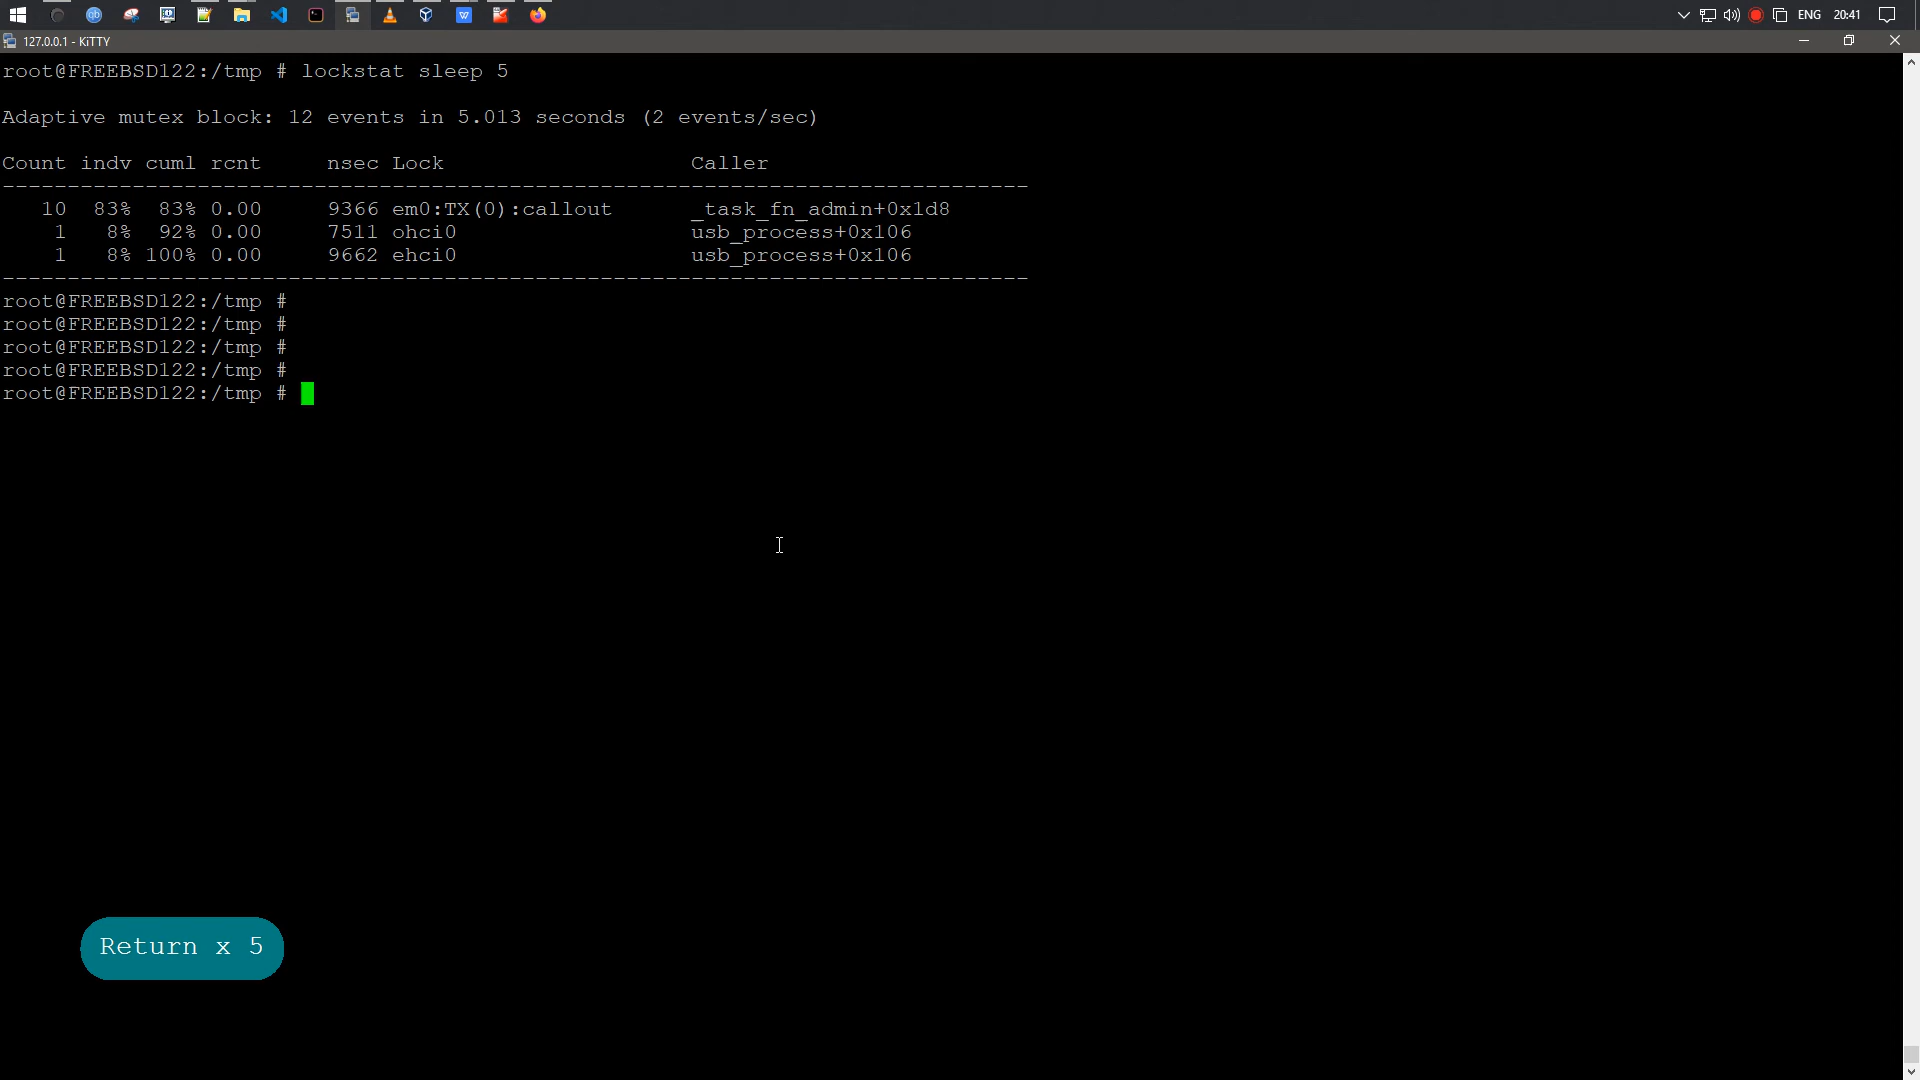 ENG 20:41
127.0.0.1 - KiTTY
root@FREEBSD122:/tmp # lockstat sleep 5
Adaptive mutex block: 12 events in 5.013 seconds (2 events/sec)
Count indv cuml rcnt     nsec Lock                   Caller
-------------------------------------------------------------------------------
   10  83%  83% 0.00     9366 em0:TX(0):callout      _task_fn_admin+0x1d8
    1   8%  92% 0.00     7511 ohci0                  usb_process+0x106
    1   8% 100% 0.00     9662 ehci0                  usb_process+0x106
-------------------------------------------------------------------------------
root@FREEBSD122:/tmp #
root@FREEBSD122:/tmp #
root@FREEBSD122:/tmp #
root@FREEBSD122:/tmp #
root@FREEBSD122:/tmp #
Return x 5